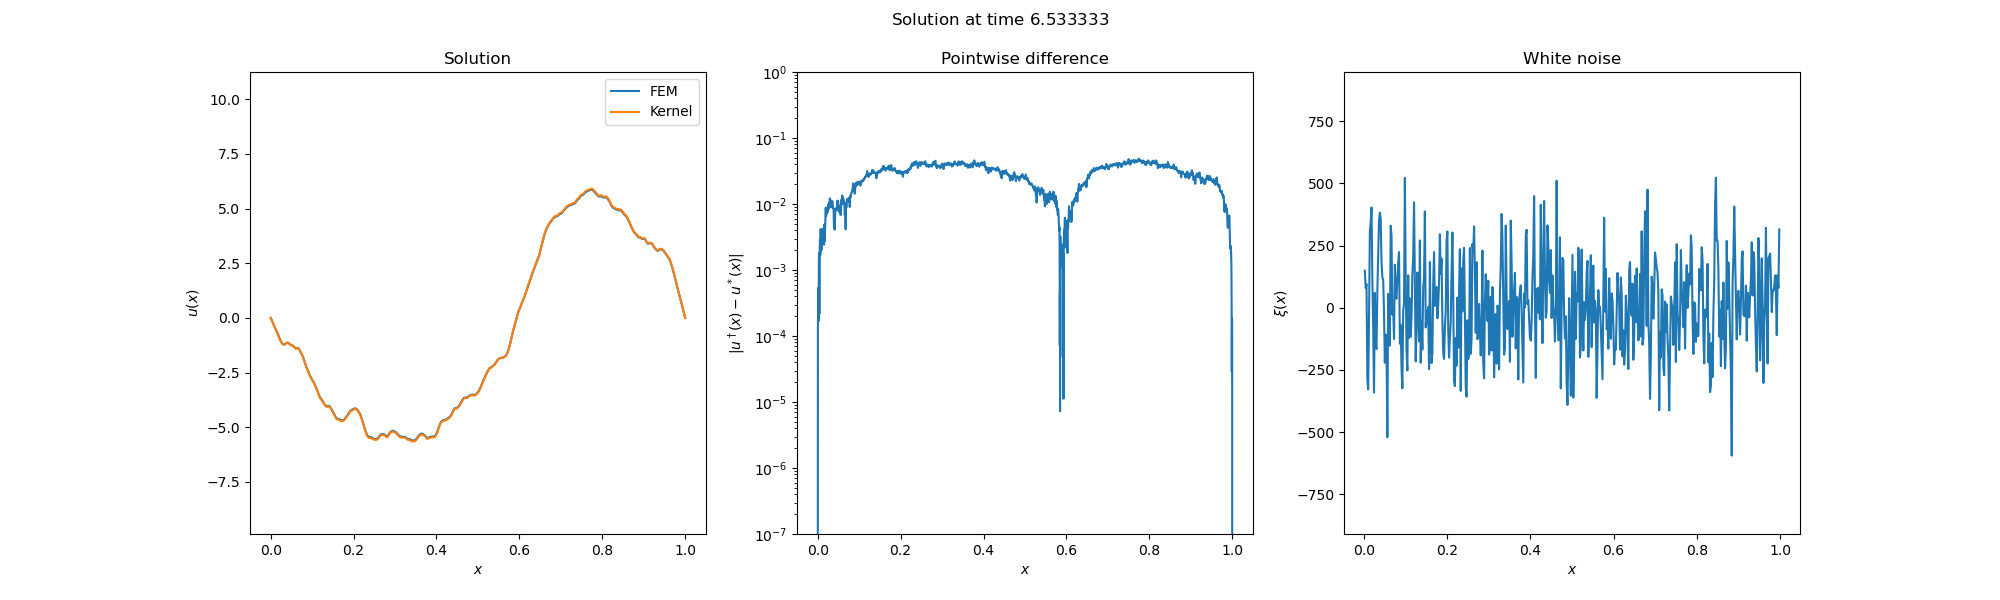 Solution at time 6.533333
Solution
10.0
7.5
5.0
2.5
0.0
−2.5
−5.0
−7.5
u(x)
FEM
Kernel
0.0 0.2 0.4 0.6 0.8 1.0
x
Pointwise difference
10⁰
10⁻¹
10⁻²
10⁻³
10⁻⁴
10⁻⁵
10⁻⁶
10⁻⁷
|u†(x) − u*(x)|
0.0 0.2 0.4 0.6 0.8 1.0
x
White noise
750
500
250
0
−250
−500
−750
ξ(x)
0.0 0.2 0.4 0.6 0.8 1.0
x